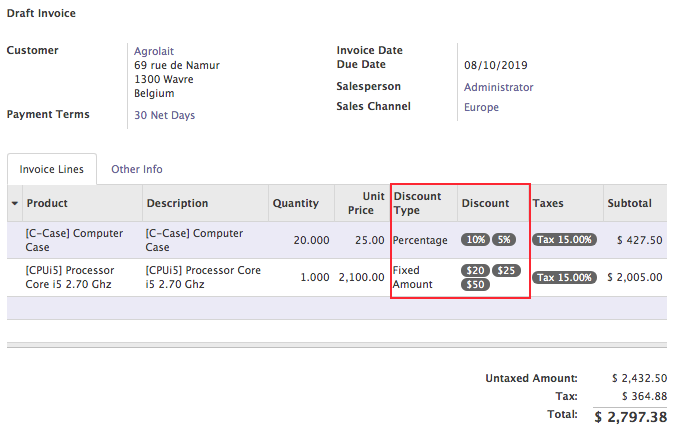 Draft Invoice
Customer
Agrolait
69 rue de Namur
1300 Wavre
Belgium
Payment Terms
30 Net Days
Invoice Date
Due Date
08/10/2019
Salesperson
Administrator
Sales Channel
Europe
Invoice Lines Other Info
Product Description Quantity Unit Price Discount Type Discount Taxes Subtotal
[C-Case] Computer Case [C-Case] Computer Case 20.000 25.00 Percentage 10% 5% Tax 15.00% $ 427.50
[CPUi5] Processor Core i5 2.70 Ghz [CPUi5] Processor Core i5 2.70 Ghz 1.000 2,100.00 Fixed Amount $20 $25 $50 Tax 15.00% $ 2,005.00
Untaxed Amount: $ 2,432.50
Tax: $ 364.88
Total: $ 2,797.38